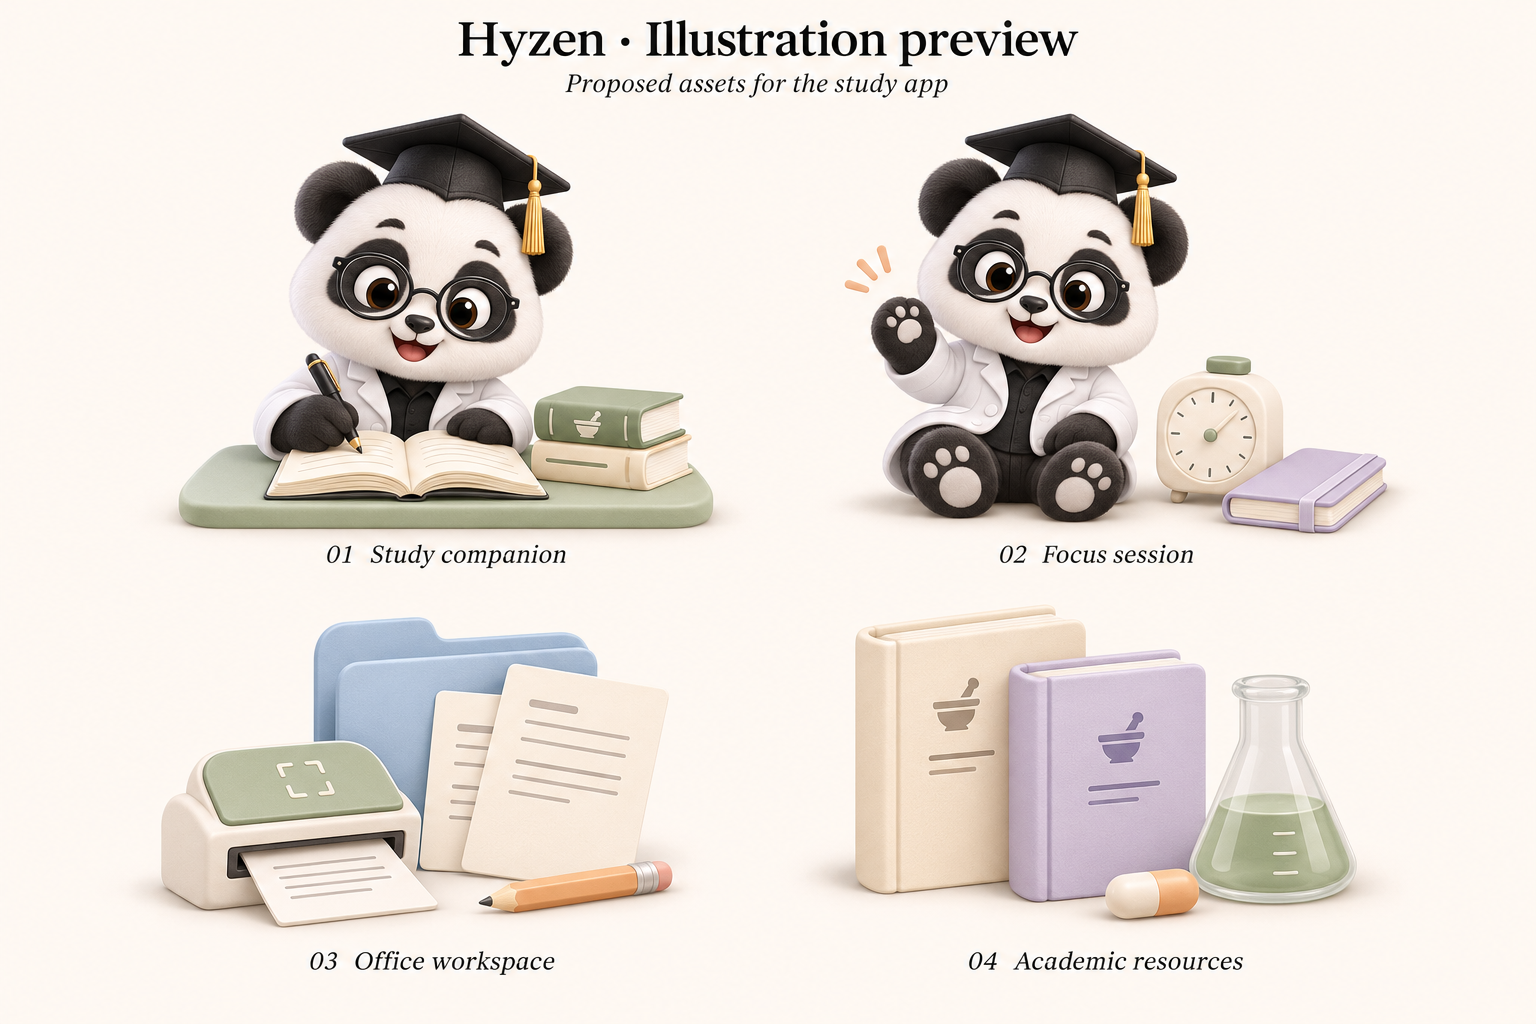 Hyzen · Illustration preview
Proposed assets for the study app
01 Study companion
02 Focus session
03 Office workspace
04 Academic resources